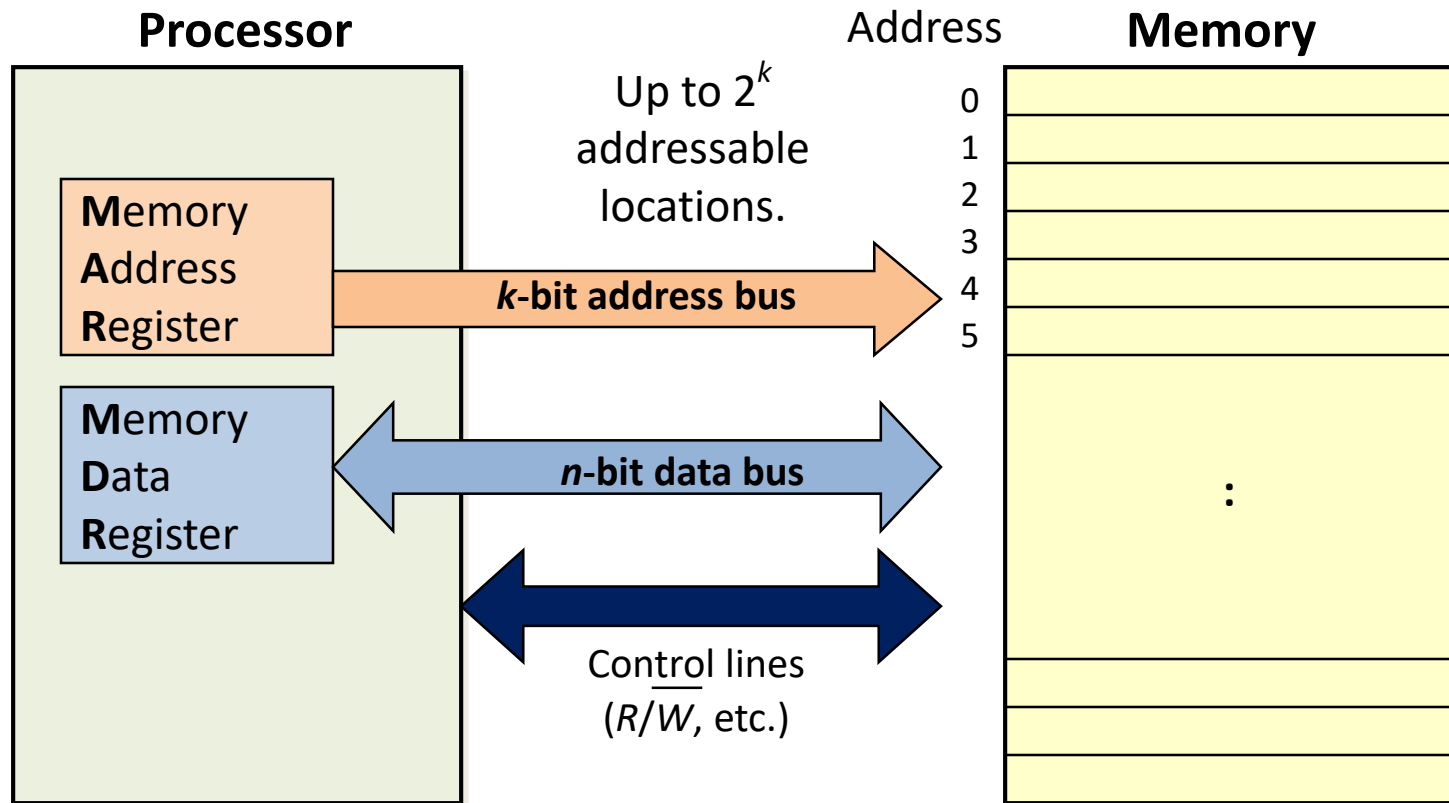 Processor
Address
Memory
Up to 2^k
addressable
locations.
0
1
2
3
4
5
Memory
Address
Register
k-bit address bus
Memory
Data
Register
n-bit data bus
:
Control lines
(R/W̅, etc.)